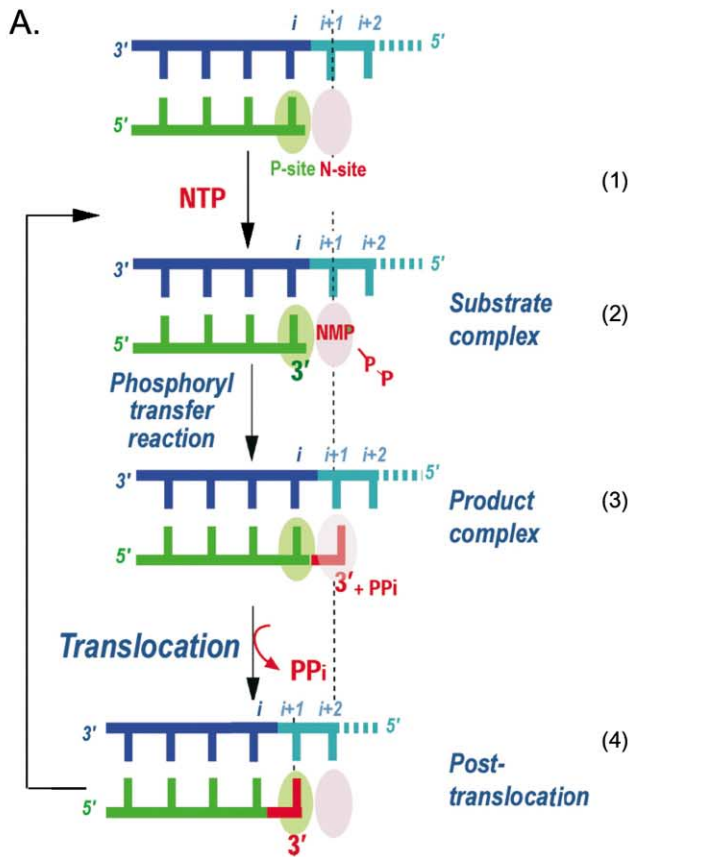 A.
i i+1 i+2
3′ 5′
5′
P-site N-site
(1)
NTP
i i+1 i+2
3′ 5′
Substrate
complex
(2)
NMP
5′
3′
P
P
Phosphoryl
transfer
reaction
i i+1 i+2
3′ 5′
Product
complex
(3)
5′
3′ + PPi
Translocation
PPi
i i+1 i+2
3′ 5′
Post-
translocation
(4)
5′
3′